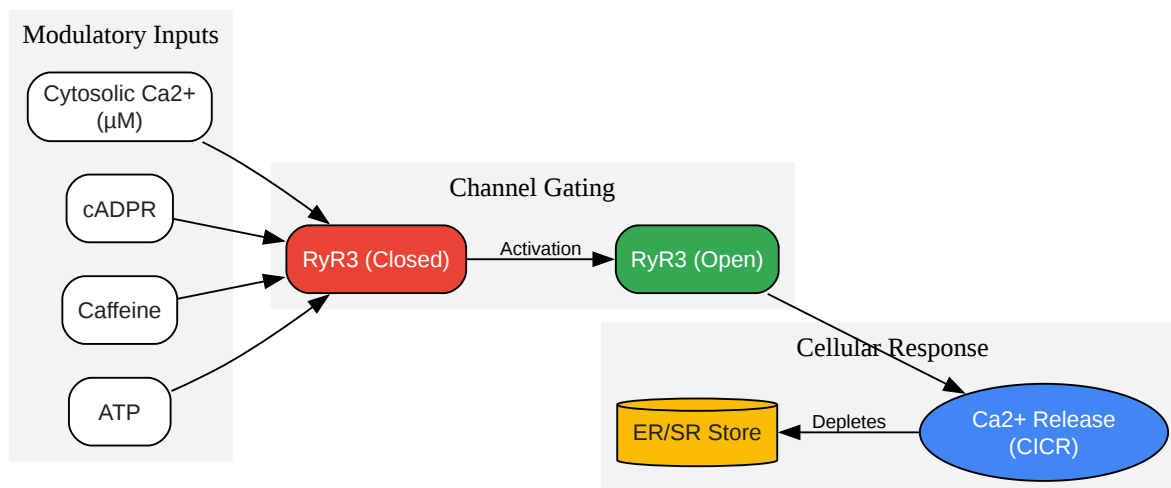 Modulatory Inputs
Cytosolic Ca2+
(µM)
cADPR
Caffeine
ATP
Channel Gating
RyR3 (Closed)
Activation
RyR3 (Open)
Cellular Response
ER/SR Store
Depletes
Ca2+ Release
(CICR)